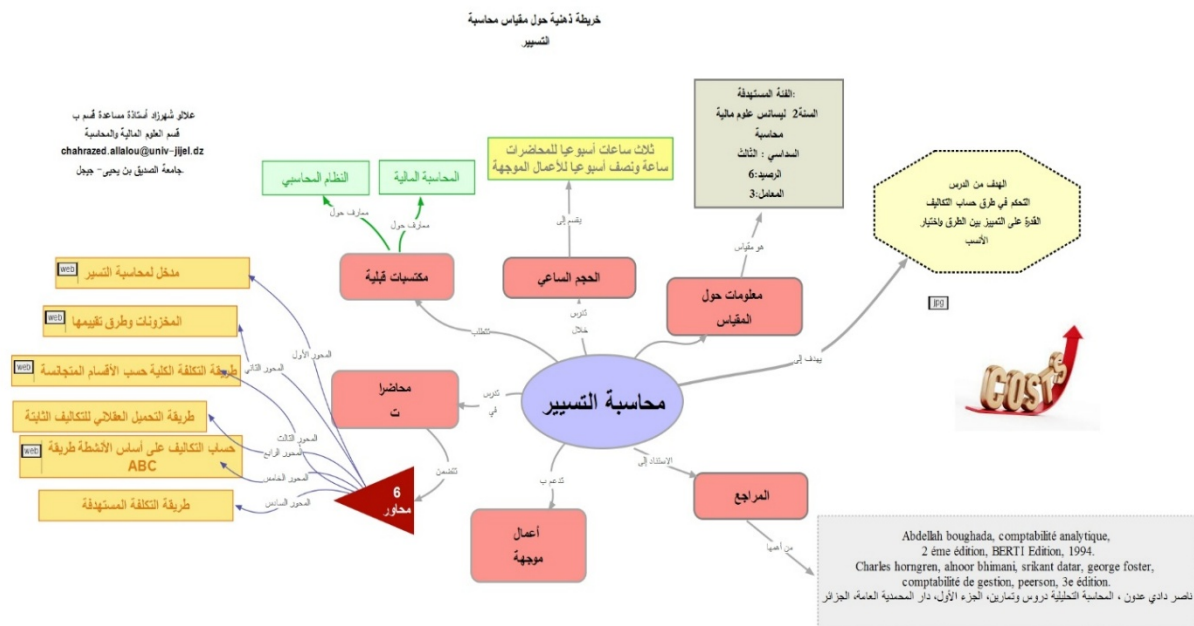 خريطة ذهنية حول مقياس محاسبة
التسيير
علالو شهرزاد أستاذة مساعدة قسم ب
قسم العلوم المالية والمحاسبة
chahrazed.allalou@univ-jijel.dz
جامعة الصديق بن يحيى- جيجل.
الفئة المستهدفة:
السنة2 ليسانس علوم مالية
محاسبة
السداسي : الثالث
الرصيد:6
المعامل:3
ثلاث ساعات أسبوعيا للمحاضرات
ساعة ونصف أسبوعيا للأعمال الموجهة
المحاسبة المالية
النظام المحاسبي
الهدف من الدرس
التحكم في طرق حساب التكاليف
القدرة على التمييز بين الطرق واختيار
الأنسب
معارف حول
معارف حول
يقسم إلى
هو مقياس
مكتسبات قبلية
الحجم الساعي
معلومات حول
المقياس
jpg
COST'S
مدخل لمحاسبة التسير
web
المخزونات وطرق تقييمها
web
طريقة التكلفة الكلية حسب الأقسام المتجانسة
web
طريقة التحميل العقلاني للتكاليف الثابتة
حساب التكاليف على أساس الأنشطة طريقة
ABC
web
طريقة التكلفة المستهدفة
المحور الأول
المحور الثاني
المحور الثالث
المحور الرابع
المحور الخامس
المحور السادس
تتطلب
تدرس
خلال
يهدف إلى
محاسبة التسيير
تدرس
في
محاضرا
ت
تتضمن
6
محاور
تدعم ب
أعمال
موجهة
الاستناد إلى
المراجع
من أهمها
Abdellah boughada, comptabilité analytique,
2 éme édition, BERTI Edition, 1994.
Charles horngren, alnoor bhimani, srikant datar, george foster,
comptabilité de gestion, peerson, 3e édition.
ناصر دادي عدون ، المحاسبة التحليلية دروس وتمارين، الجزء الأول، دار المحمدية العامة، الجزائر